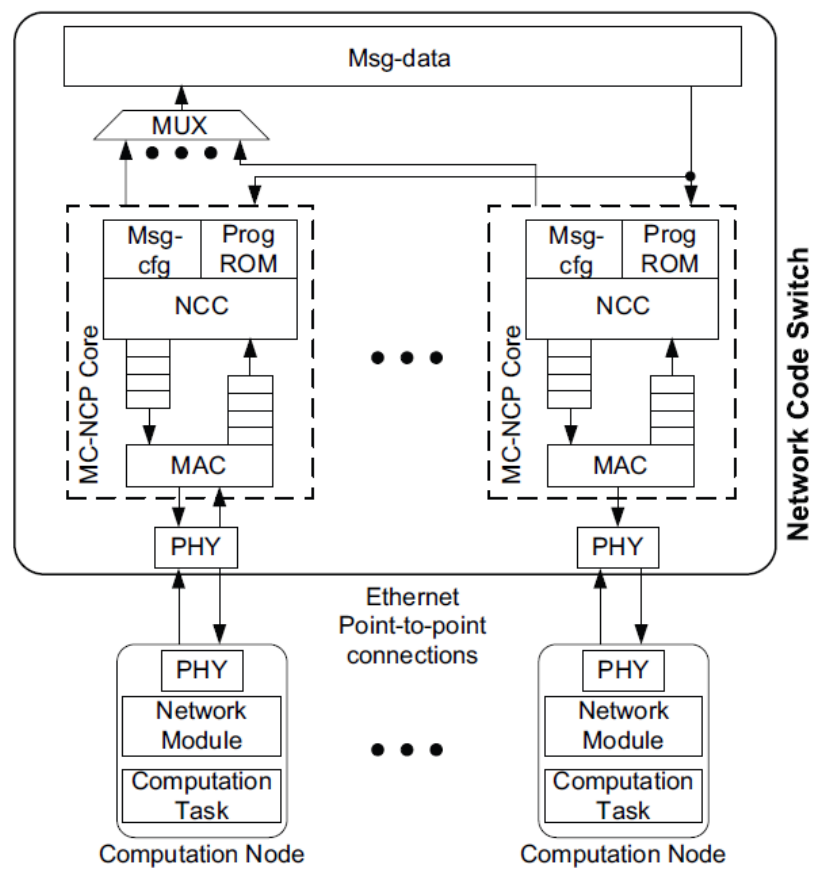 Msg-data
MUX
Msg-
cfg
Prog
ROM
NCC
MAC
MC-NCP Core
PHY
Msg-
cfg
Prog
ROM
NCC
MAC
MC-NCP Core
PHY
Network Code Switch
Ethernet
Point-to-point
connections
PHY
Network
Module
Computation
Task
Computation Node
PHY
Network
Module
Computation
Task
Computation Node